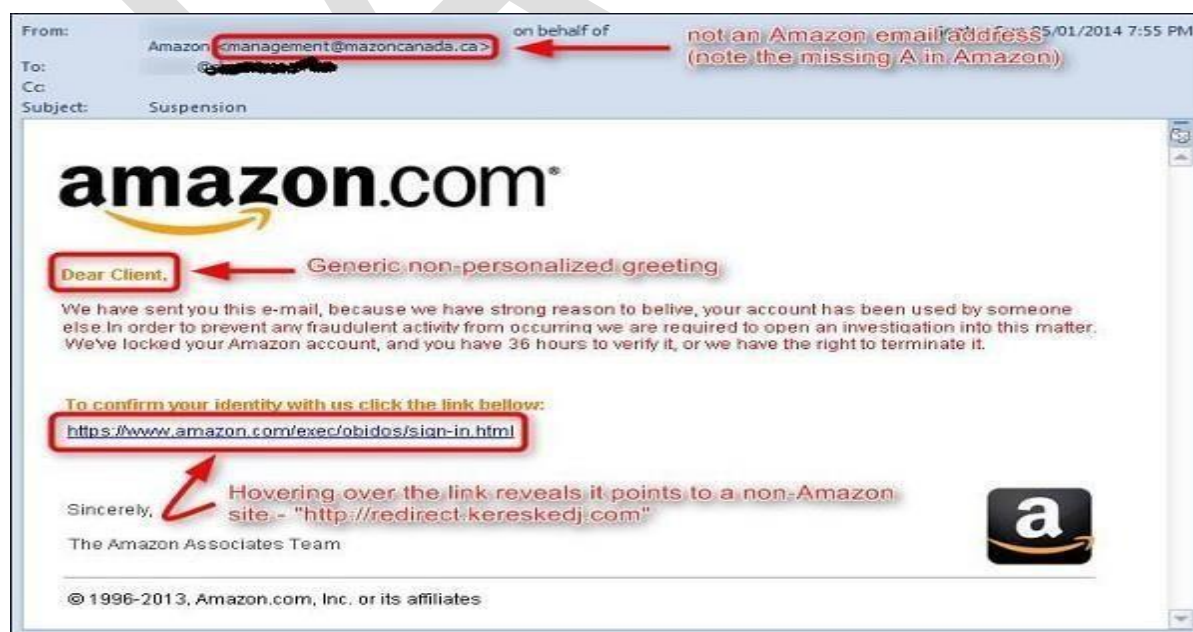 From: on behalf of
Amazon <management@mazoncanada.ca>
not an Amazon email address
5/01/2014 7:55 PM
(note the missing A in Amazon)
To: @
Cc:
Subject: Suspension
amazon.com®
Dear Client,
Generic non-personalized greeting
We have sent you this e-mail, because we have strong reason to belive, your account has been used by someone
else.In order to prevent any fraudulent activity from occurring we are required to open an investigation into this matter.
We've locked your Amazon account, and you have 36 hours to verify it, or we have the right to terminate it.
To confirm your identity with us click the link bellow:
https://www.amazon.com/exec/obidos/sign-in.html
Hovering over the link reveals it points to a non-Amazon
site - "http://redirect.kereskedj.com"
Sincerely,
The Amazon Associates Team
a
© 1996-2013, Amazon.com, Inc. or its affiliates